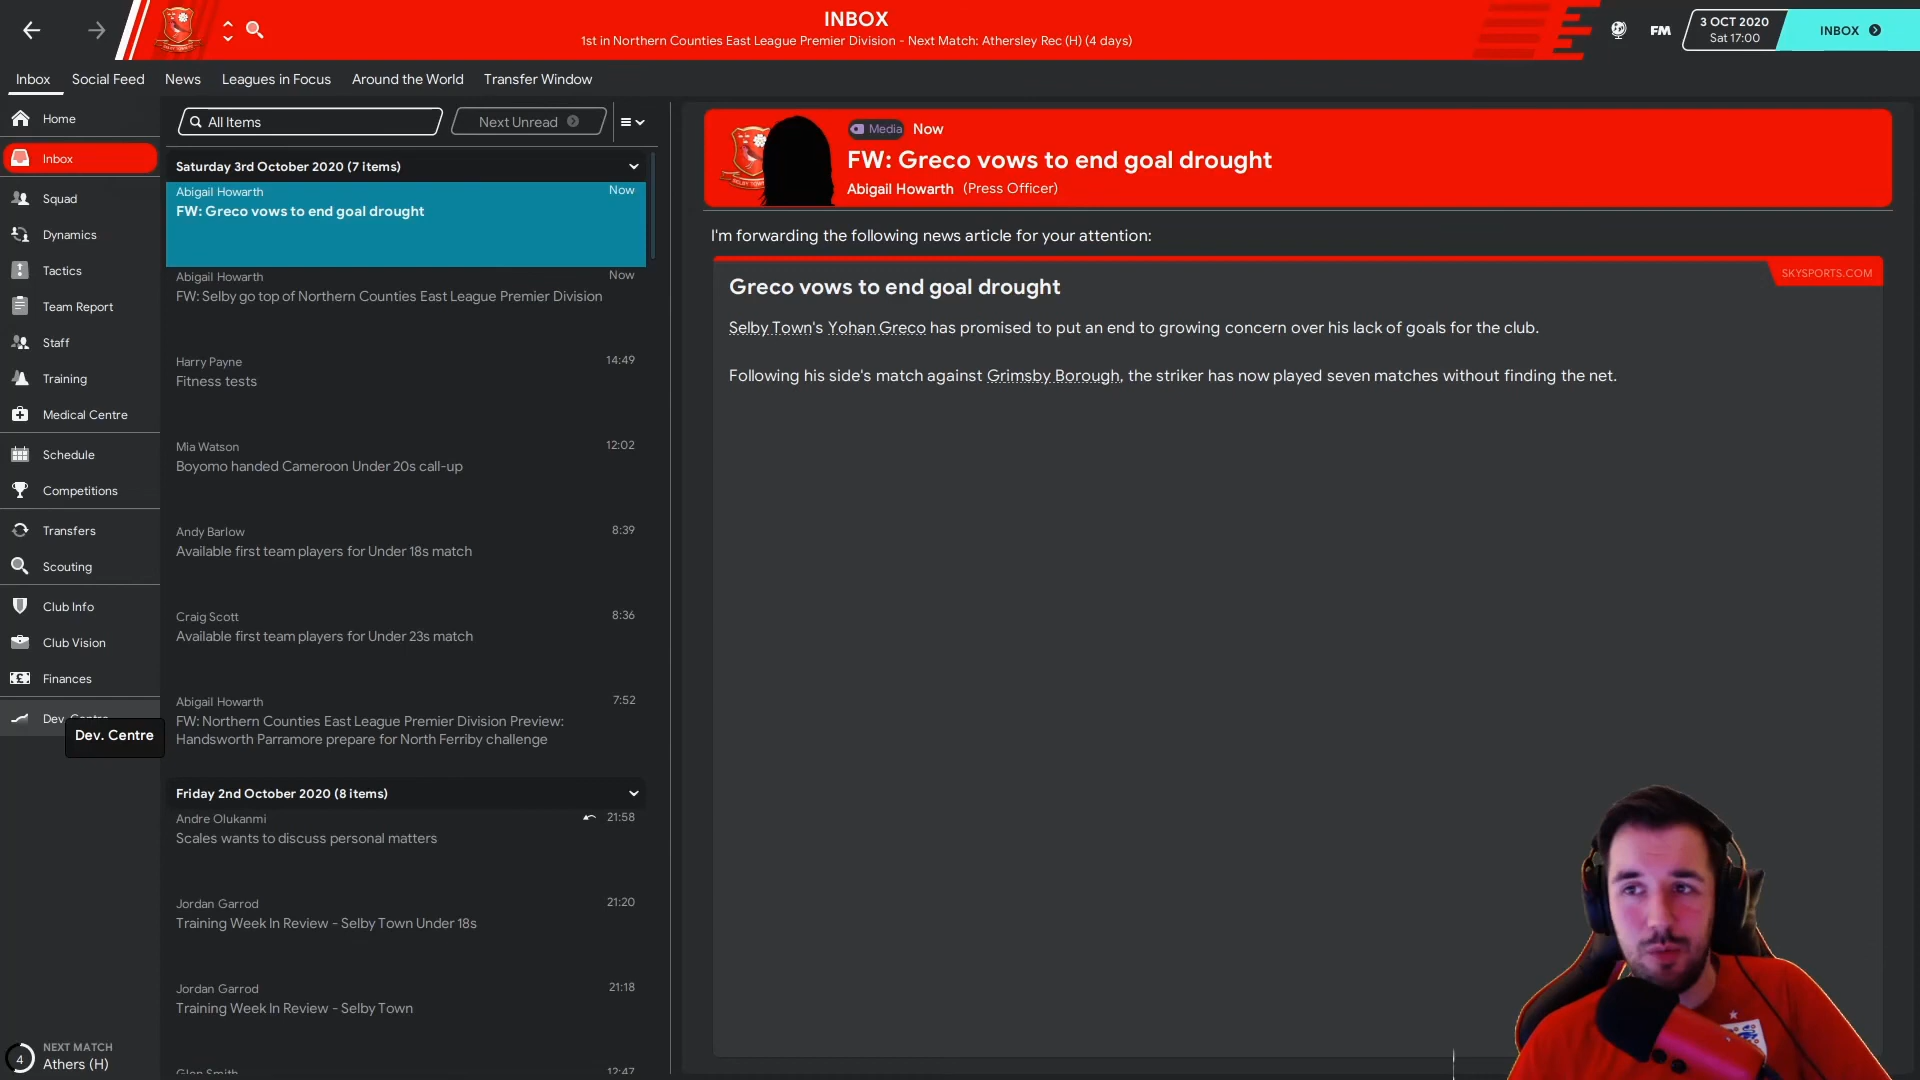 INBOX
1st in Northern Counties East League Premier Division - Next Match: Athersley Rec (H) (4 days)
FM
3 OCT 2020
Sat 17:00
INBOX
Inbox
Social Feed
News
Leagues in Focus
Around the World
Transfer Window
Home
Inbox
Squad
Dynamics
Tactics
Team Report
Staff
Training
Medical Centre
Schedule
Competitions
Transfers
Scouting
Club Info
Club Vision
Finances
Dev. Centre
Dev. Centre
4
NEXT MATCH
Athers (H)
All Items
Next Unread
Saturday 3rd October 2020 (7 items)
Abigail Howarth
Now
FW: Greco vows to end goal drought
Abigail Howarth
Now
FW: Selby go top of Northern Counties East League Premier Division
Harry Payne
14:49
Fitness tests
Mia Watson
12:02
Boyomo handed Cameroon Under 20s call-up
Andy Barlow
8:39
Available first team players for Under 18s match
Craig Scott
8:36
Available first team players for Under 23s match
Abigail Howarth
7:52
FW: Northern Counties East League Premier Division Preview:
Handsworth Parramore prepare for North Ferriby challenge
Friday 2nd October 2020 (8 items)
Andre Olukanmi
21:58
Scales wants to discuss personal matters
Jordan Garrod
21:20
Training Week In Review - Selby Town Under 18s
Jordan Garrod
21:18
Training Week In Review - Selby Town
Glen Smith
12:47
Media
Now
FW: Greco vows to end goal drought
Abigail Howarth (Press Officer)
I'm forwarding the following news article for your attention:
SKYSPORTS.COM
Greco vows to end goal drought
Selby Town's Yohan Greco has promised to put an end to growing concern over his lack of goals for the club.
Following his side's match against Grimsby Borough, the striker has now played seven matches without finding the net.